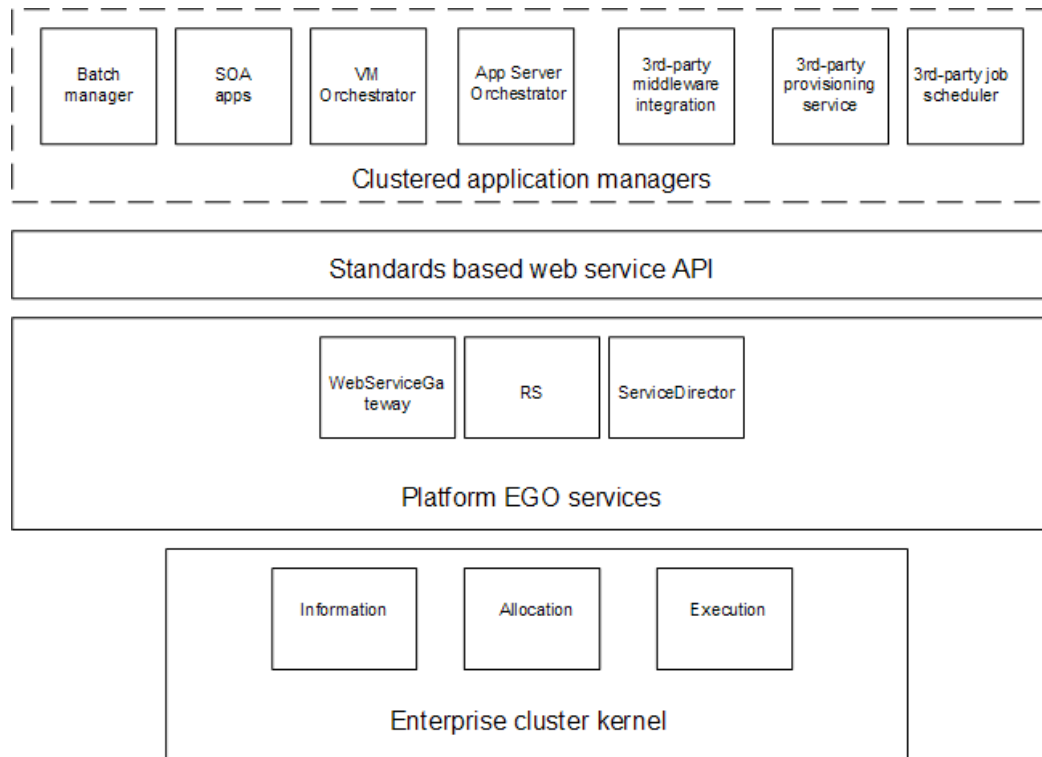 Batch
manager
SOA
apps
VM
Orchestrator
App Server
Orchestrator
3rd-party
middleware
integration
3rd-party
provisioning
service
3rd-party job
scheduler
Clustered application managers
Standards based web service API
WebServiceGa
teway
RS
ServiceDirector
Platform EGO services
Information
Allocation
Execution
Enterprise cluster kernel